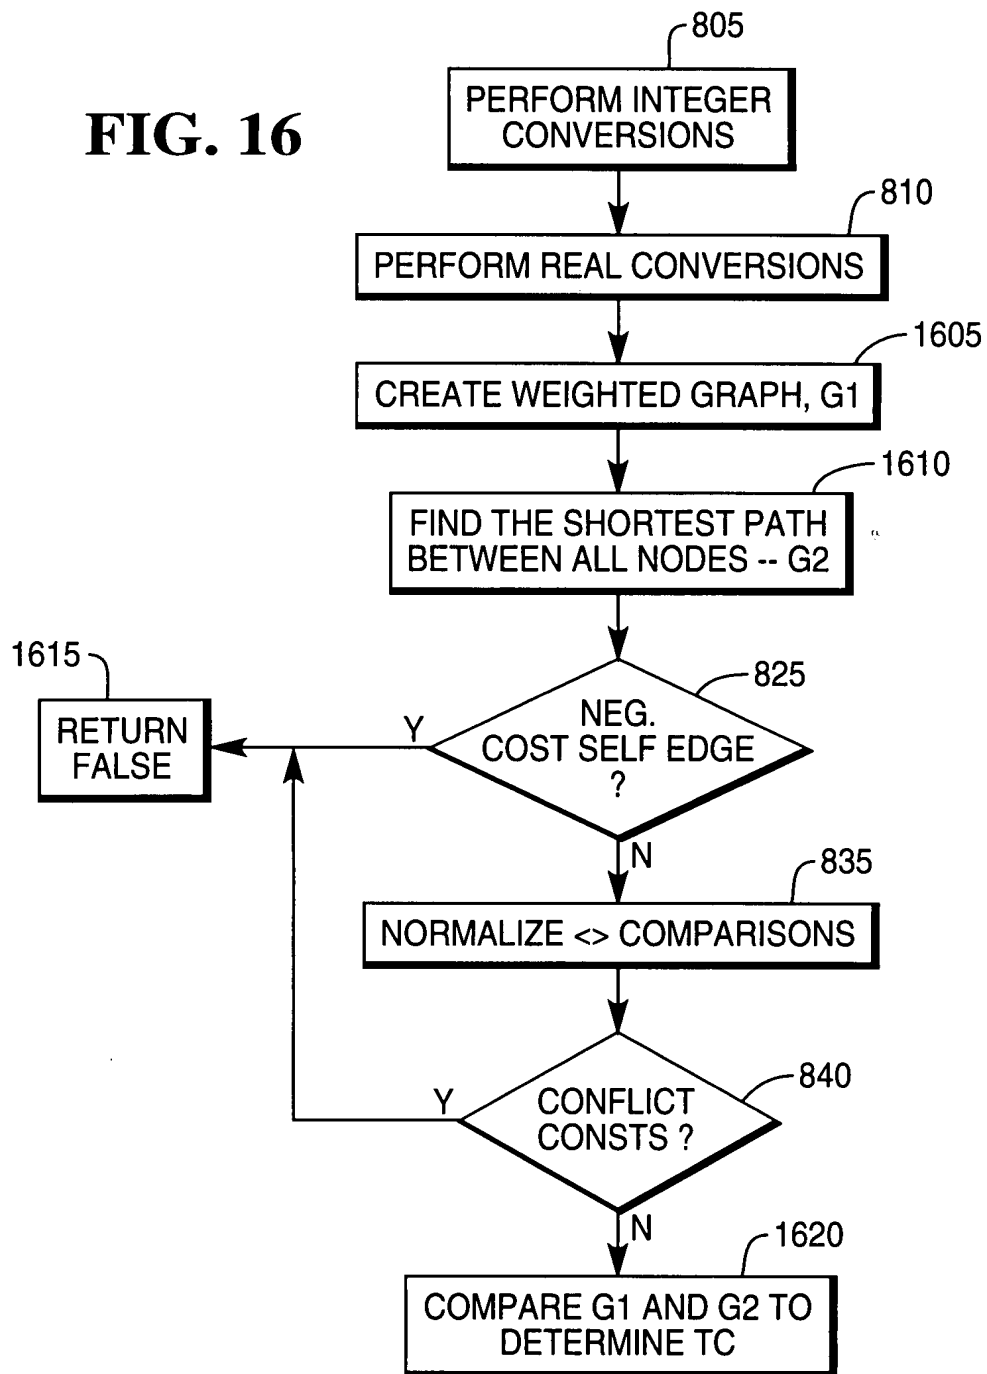 805
PERFORM INTEGER
CONVERSIONS
FIG. 16
810
PERFORM REAL CONVERSIONS
1605
CREATE WEIGHTED GRAPH, G1
1610
FIND THE SHORTEST PATH
BETWEEN ALL NODES -- G2
1615
RETURN
FALSE
825
NEG.
COST SELF EDGE
?
Y
N
835
NORMALIZE <> COMPARISONS
840
CONFLICT
CONSTS ?
Y
N
1620
COMPARE G1 AND G2 TO
DETERMINE TC